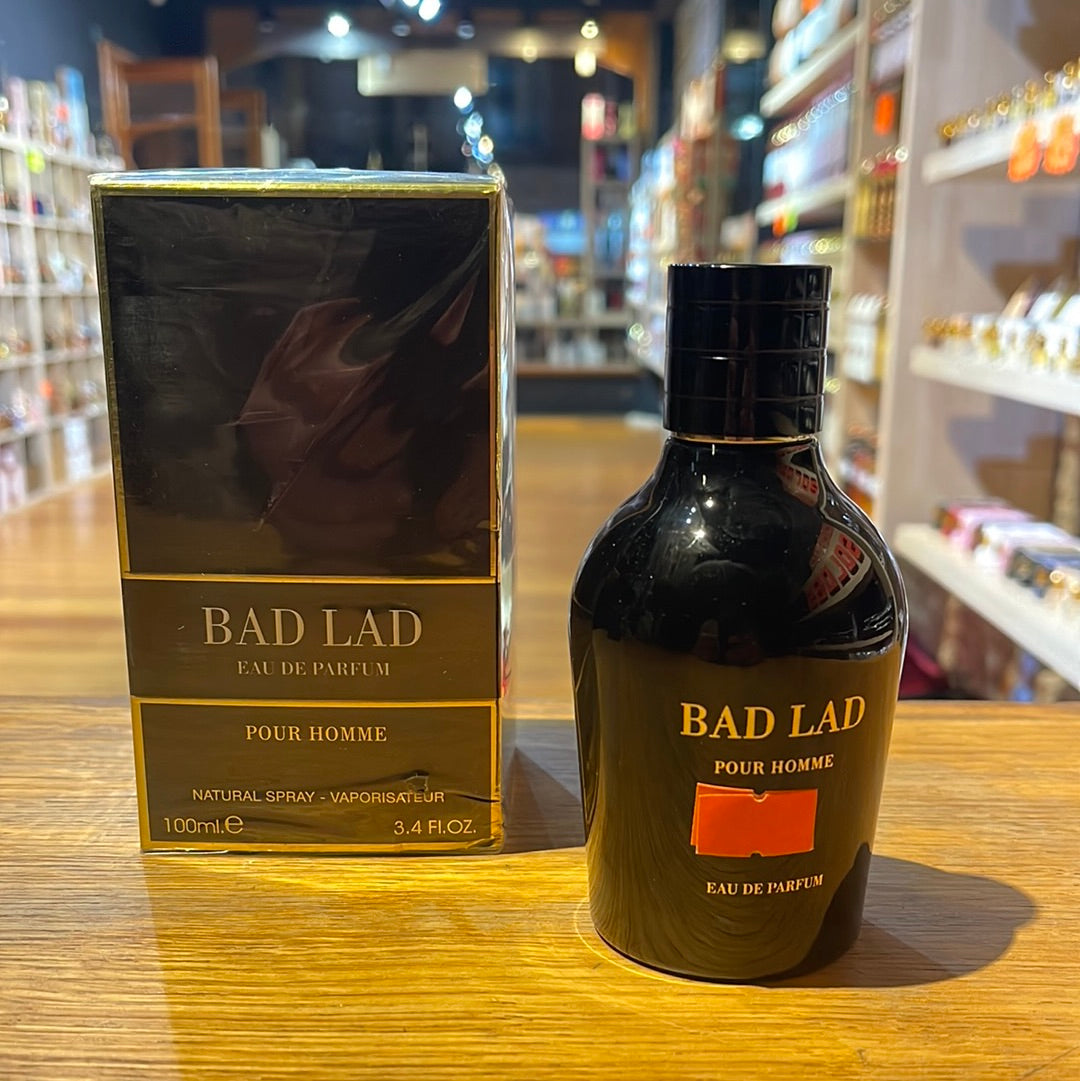 BAD LAD
EAU DE PARFUM
POUR HOMME
NATURAL SPRAY - VAPORISATEUR
100ml.e
3.4 Fl.OZ.
BAD LAD
POUR HOMME
EAU DE PARFUM